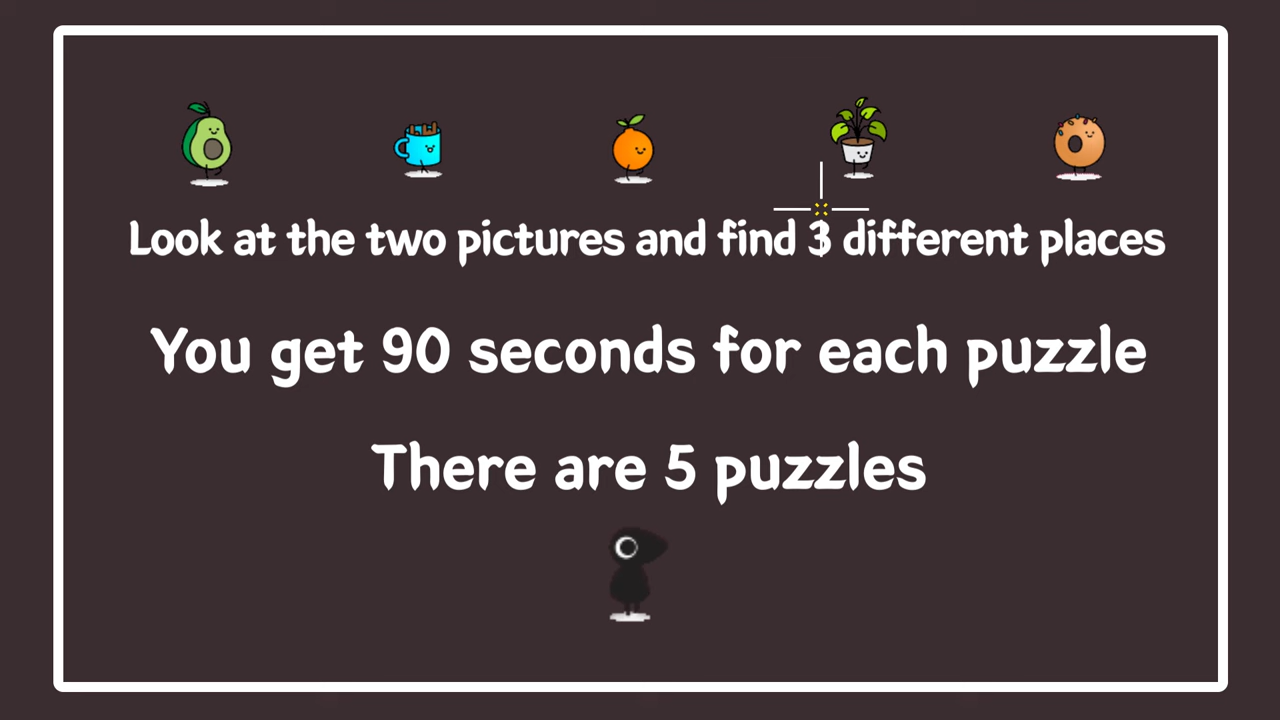 Look at the two pictures and find 3 different places
You get 90 seconds for each puzzle
There are 5 puzzles